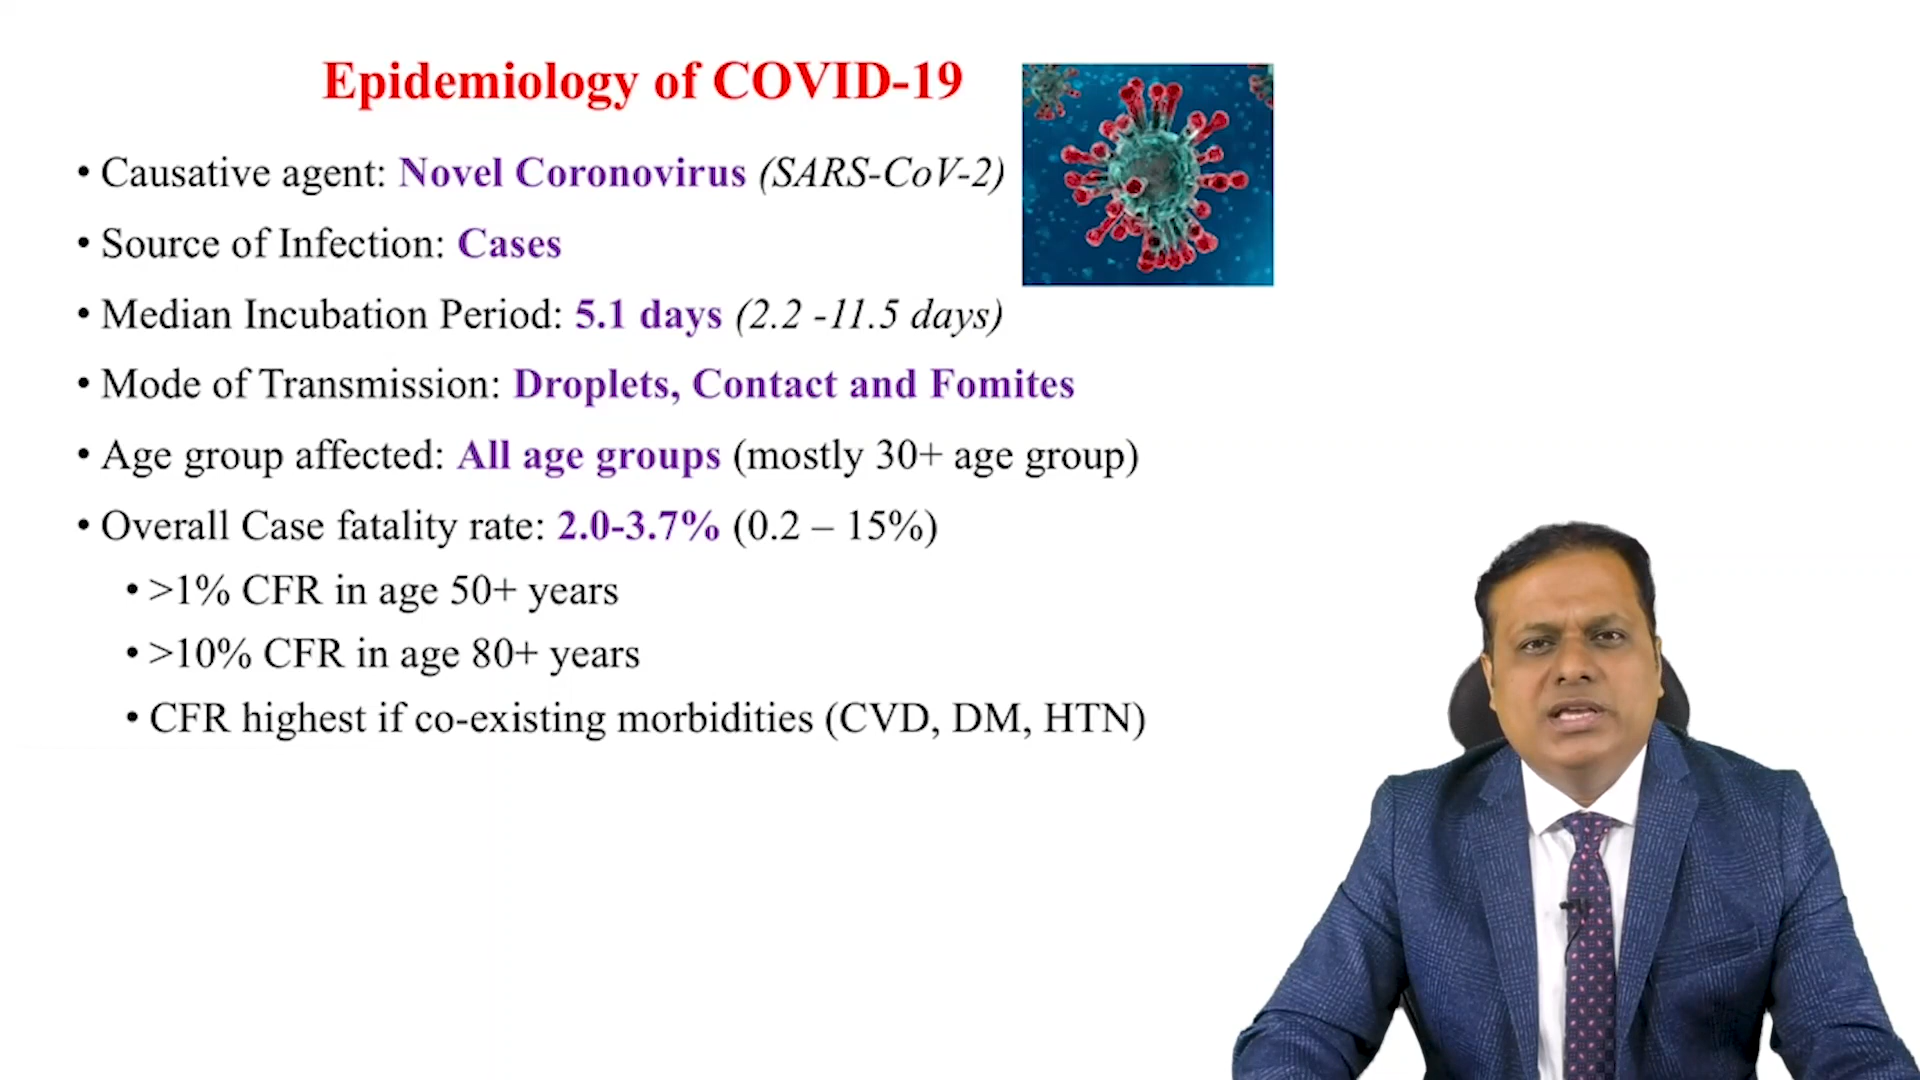 Epidemiology of COVID-19
• Causative agent: Novel Coronovirus (SARS-CoV-2)
• Source of Infection: Cases
• Median Incubation Period: 5.1 days (2.2 -11.5 days)
• Mode of Transmission: Droplets, Contact and Fomites
• Age group affected: All age groups (mostly 30+ age group)
• Overall Case fatality rate: 2.0-3.7% (0.2 – 15%)
• >1% CFR in age 50+ years
• >10% CFR in age 80+ years
• CFR highest if co-existing morbidities (CVD, DM, HTN)